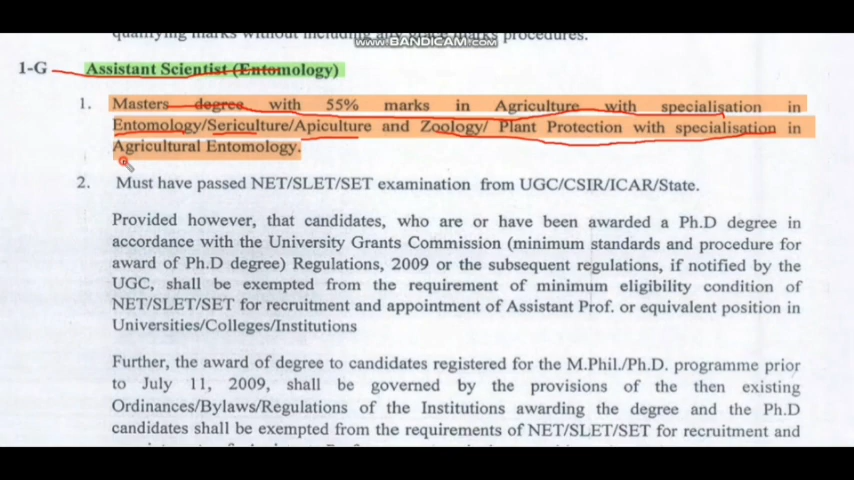 qualifying marks without including any grace marks procedures.
www.BANDICAM.com
1-G Assistant Scientist (Entomology)
1. Masters degree with 55% marks in Agriculture with specialisation in
Entomology/Sericulture/Apiculture and Zoology/ Plant Protection with specialisation in
Agricultural Entomology.
2. Must have passed NET/SLET/SET examination from UGC/CSIR/ICAR/State.
Provided however, that candidates, who are or have been awarded a Ph.D degree in
accordance with the University Grants Commission (minimum standards and procedure for
award of Ph.D degree) Regulations, 2009 or the subsequent regulations, if notified by the
UGC, shall be exempted from the requirement of minimum eligibility condition of
NET/SLET/SET for recruitment and appointment of Assistant Prof. or equivalent position in
Universities/Colleges/Institutions
Further, the award of degree to candidates registered for the M.Phil./Ph.D. programme prior
to July 11, 2009, shall be governed by the provisions of the then existing
Ordinances/Bylaws/Regulations of the Institutions awarding the degree and the Ph.D
candidates shall be exempted from the requirements of NET/SLET/SET for recruitment and